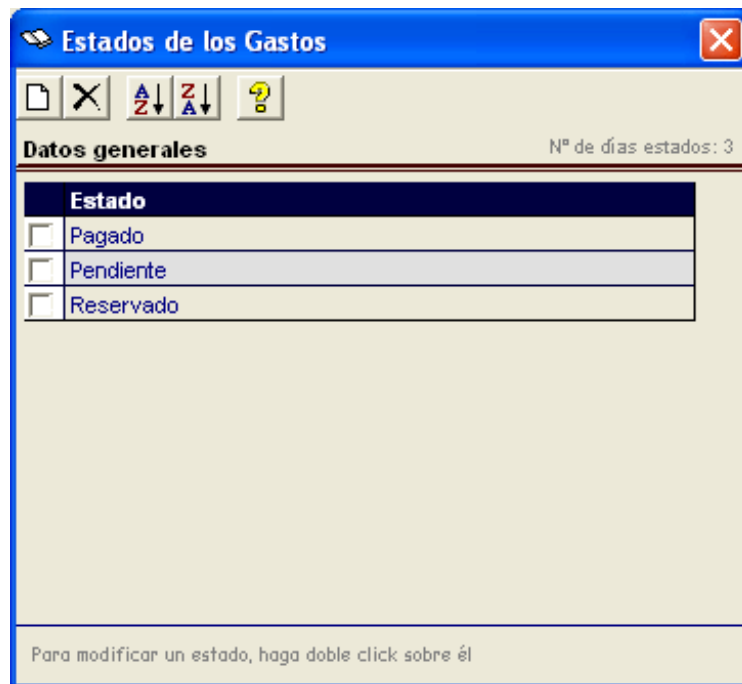 Estados de los Gastos
Datos generales
Nº de días estados: 3
Estado
Pagado
Pendiente
Reservado
Para modificar un estado, haga doble click sobre él